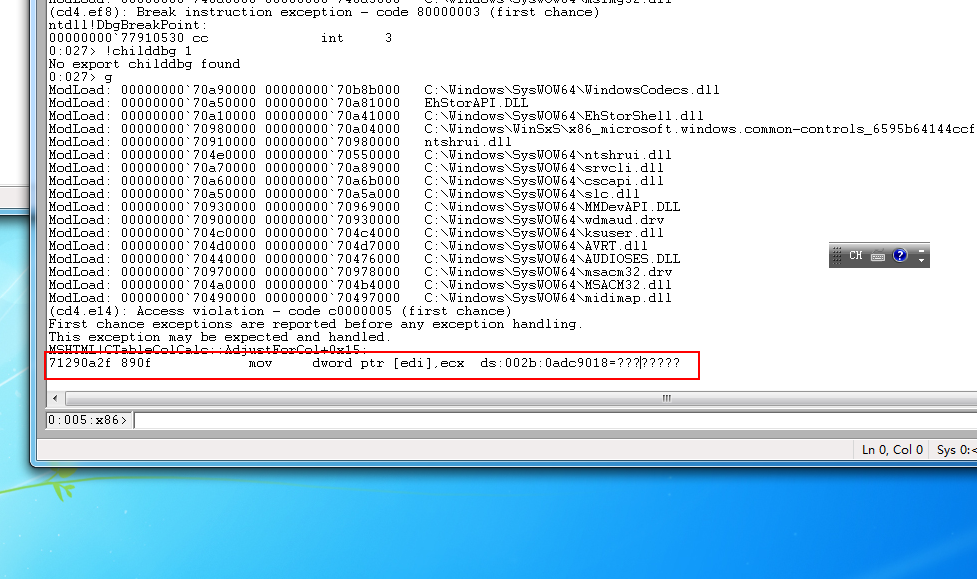 (cd4.ef8): Break instruction exception - code 80000003 (first chance)
ntdll!DbgBreakPoint:
00000000`77910530 cc              int     3
0:027> !childdbg 1
No export childdbg found
0:027> g
ModLoad: 00000000`70a90000 00000000`70b8b000   C:\Windows\SysWOW64\WindowsCodecs.dll
ModLoad: 00000000`70a50000 00000000`70a81000   EhStorAPI.DLL
ModLoad: 00000000`70a10000 00000000`70a41000   C:\Windows\SysWOW64\EhStorShell.dll
ModLoad: 00000000`70980000 00000000`70a04000   C:\Windows\WinSxS\x86_microsoft.windows.common-controls_6595b64144ccf
ModLoad: 00000000`70910000 00000000`70980000   ntshrui.dll
ModLoad: 00000000`704e0000 00000000`70550000   C:\Windows\SysWOW64\ntshrui.dll
ModLoad: 00000000`70a70000 00000000`70a89000   C:\Windows\SysWOW64\srvcli.dll
ModLoad: 00000000`70a60000 00000000`70a6b000   C:\Windows\SysWOW64\cscapi.dll
ModLoad: 00000000`70a50000 00000000`70a5a000   C:\Windows\SysWOW64\slc.dll
ModLoad: 00000000`70930000 00000000`70969000   C:\Windows\SysWOW64\MMDevAPI.DLL
ModLoad: 00000000`70900000 00000000`70930000   C:\Windows\SysWOW64\wdmaud.drv
ModLoad: 00000000`704c0000 00000000`704c4000   C:\Windows\SysWOW64\ksuser.dll
ModLoad: 00000000`704d0000 00000000`704d7000   C:\Windows\SysWOW64\AVRT.dll
ModLoad: 00000000`70440000 00000000`70476000   C:\Windows\SysWOW64\AUDIOSES.DLL
ModLoad: 00000000`70970000 00000000`70978000   C:\Windows\SysWOW64\msacm32.drv
ModLoad: 00000000`704a0000 00000000`704b4000   C:\Windows\SysWOW64\MSACM32.dll
ModLoad: 00000000`70490000 00000000`70497000   C:\Windows\SysWOW64\midimap.dll
(cd4.e14): Access violation - code c0000005 (first chance)
First chance exceptions are reported before any exception handling.
This exception may be expected and handled.
MSHTML!CTableColCalc::AdjustForCol+0x15:
71290a2f 890f            mov     dword ptr [edi],ecx  ds:002b:0adc9018=????????
0:005:x86>
Ln 0, Col 0 Sys 0:<
CH